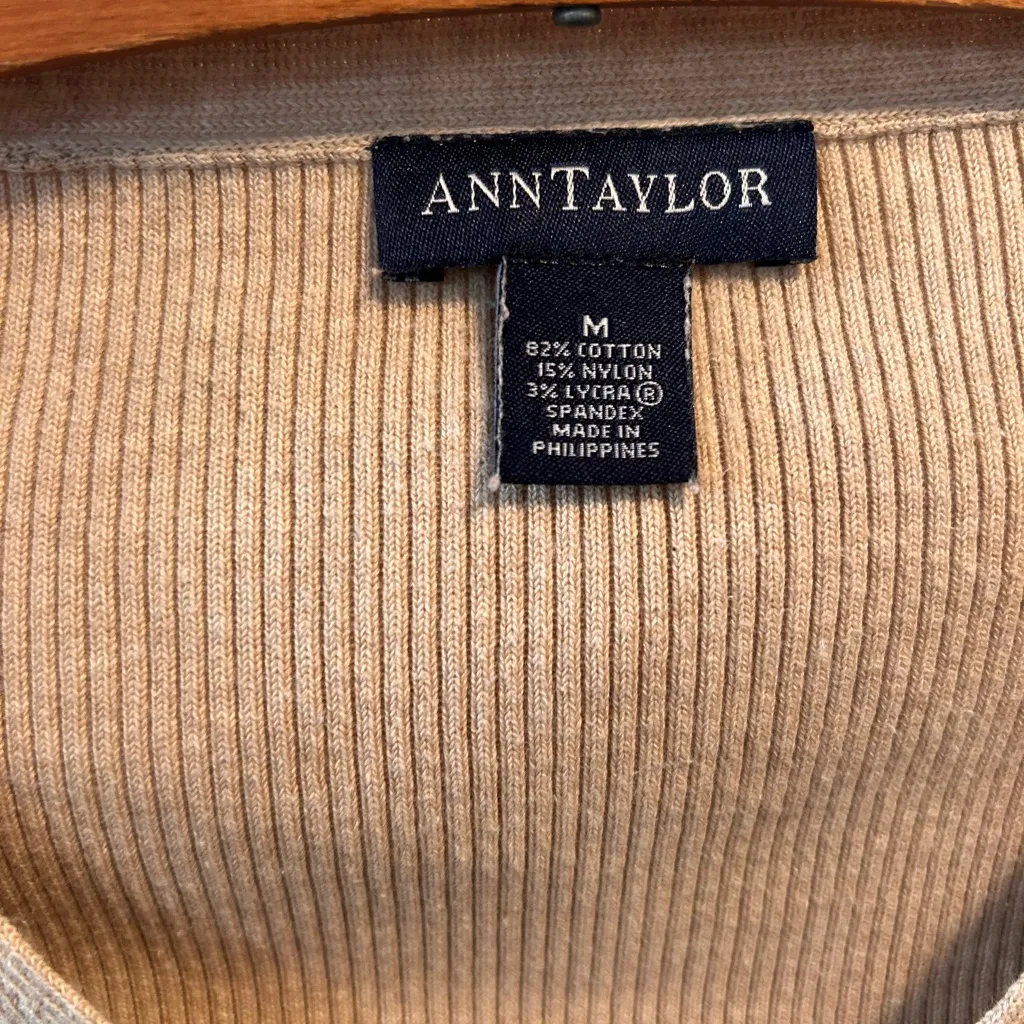 ANNTAYLOR
M
82% COTTON
15% NYLON
3% LYCRA®
SPANDEX
MADE IN
PHILIPPINES